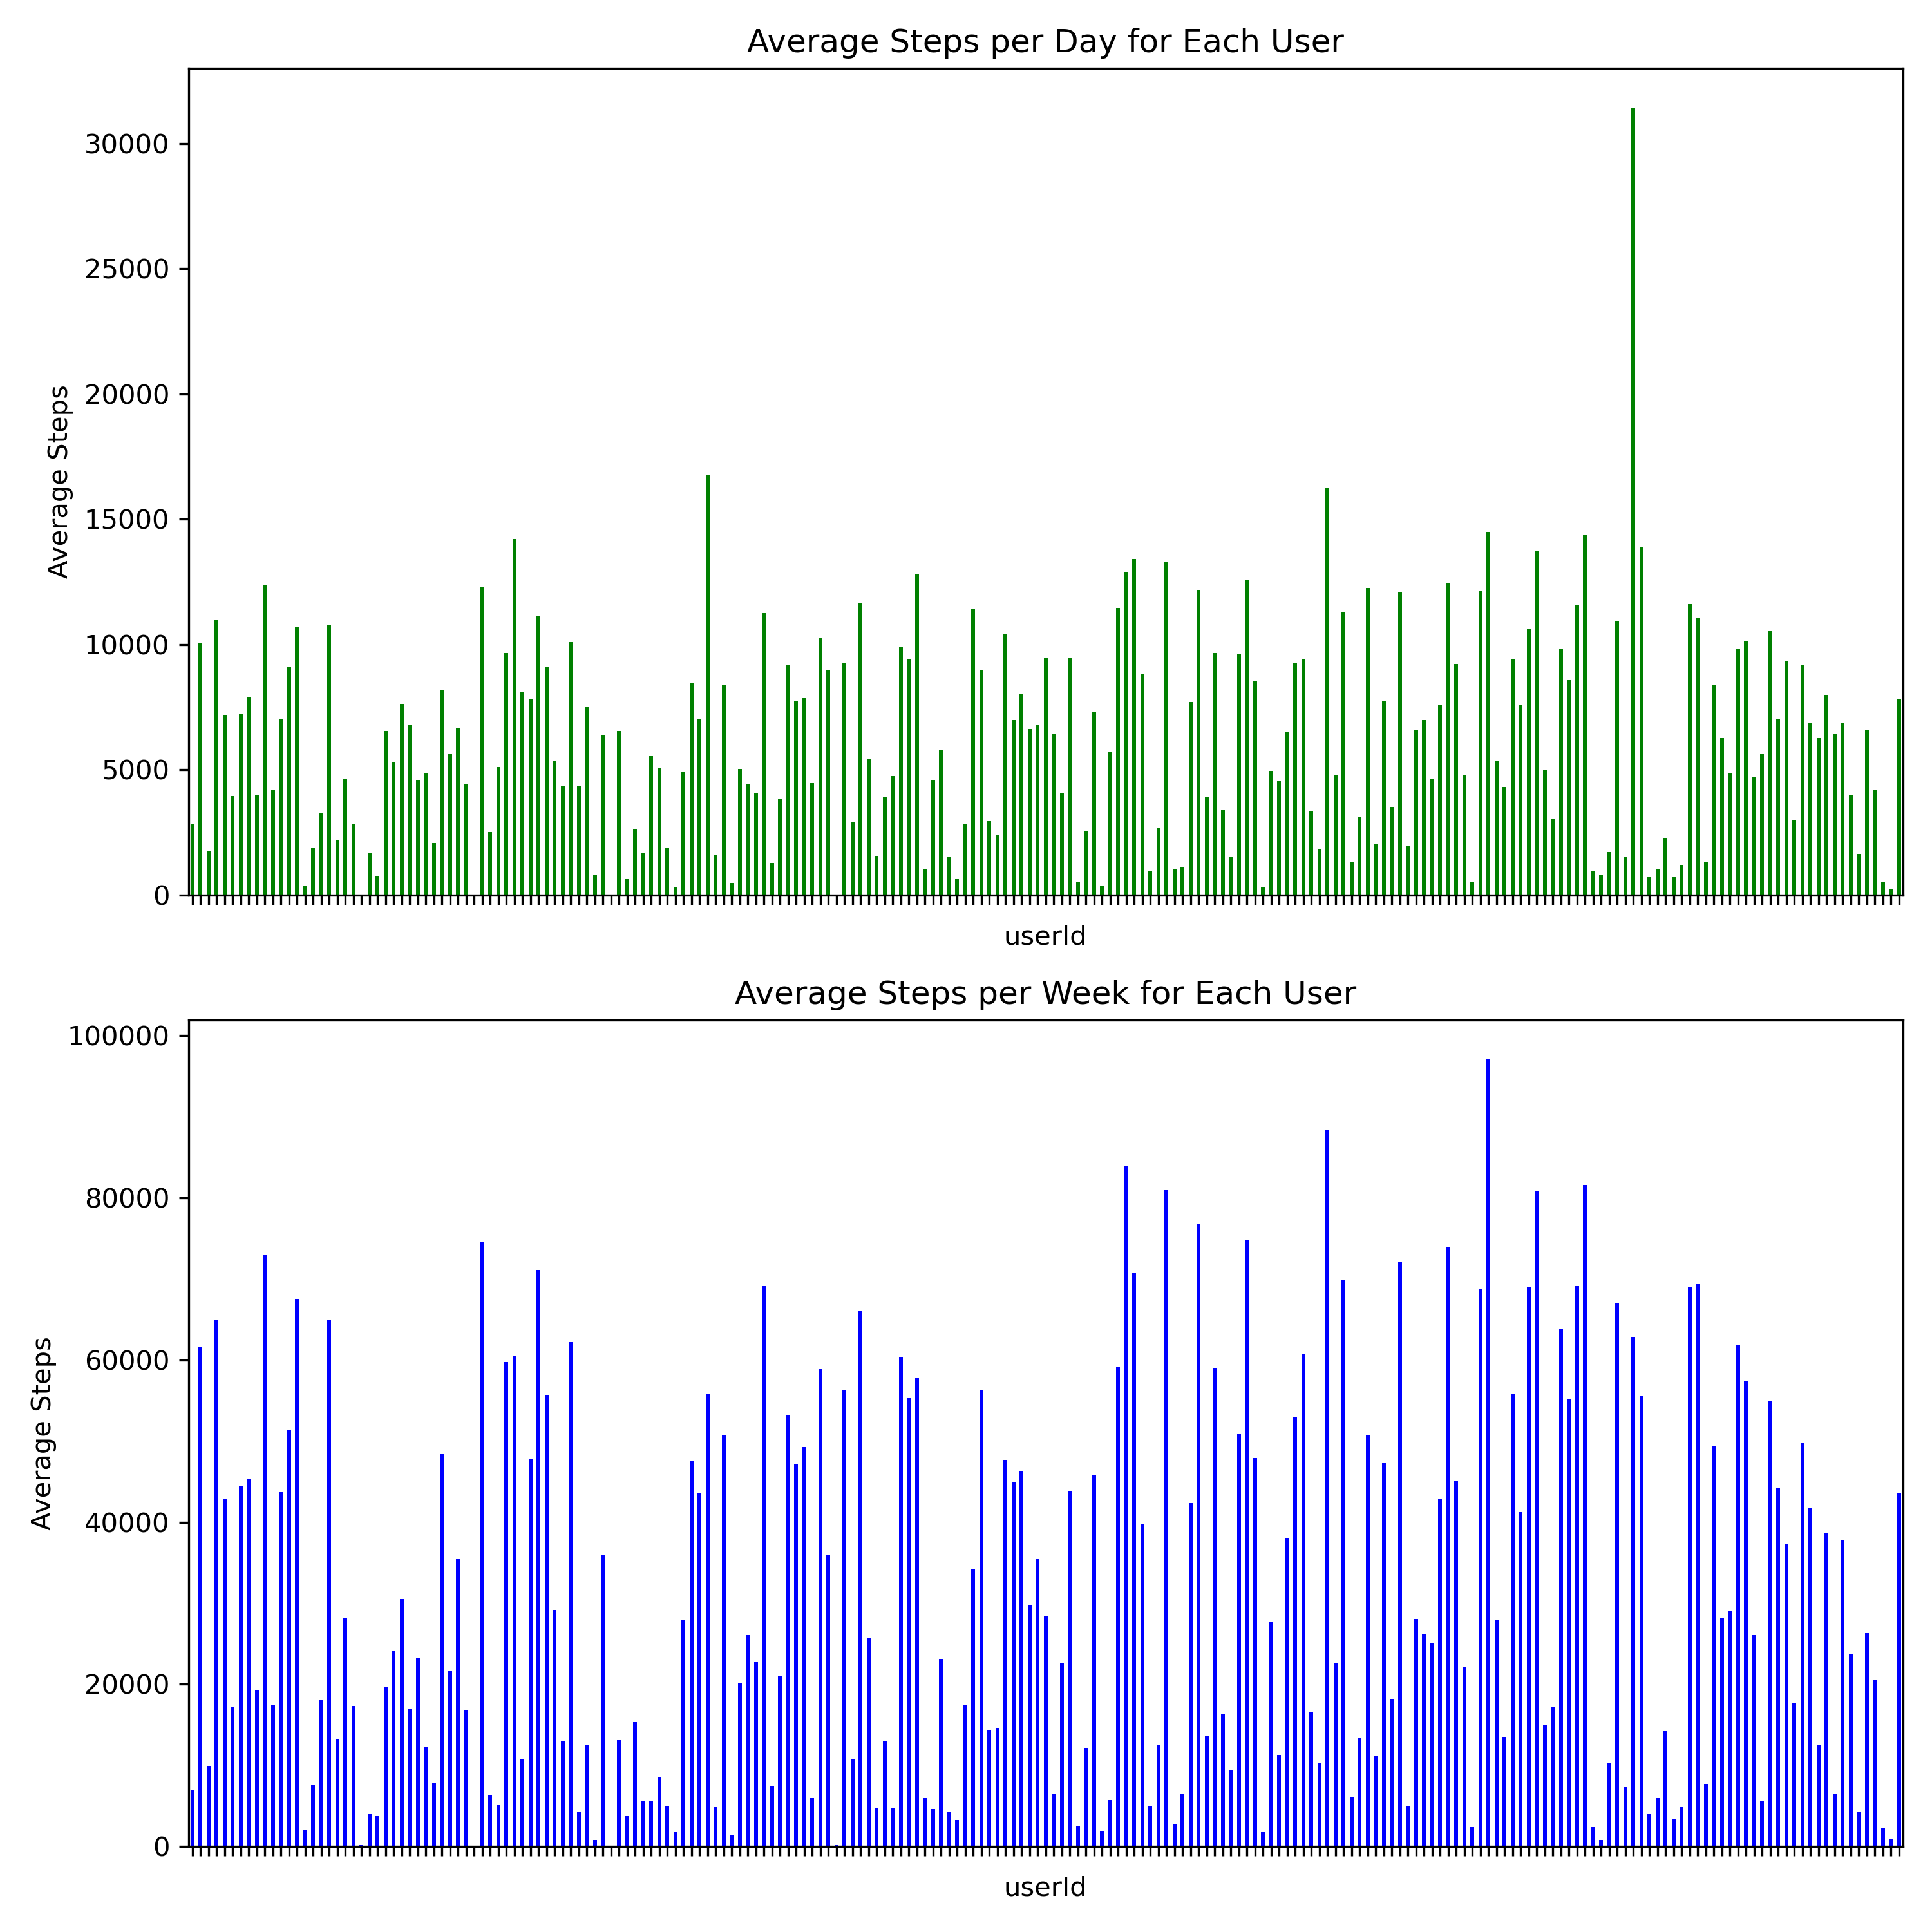 Average Steps per Day for Each User
30000
25000
20000
15000
10000
5000
0
Average Steps
userId
Average Steps per Week for Each User
100000
80000
60000
40000
20000
0
Average Steps
userId